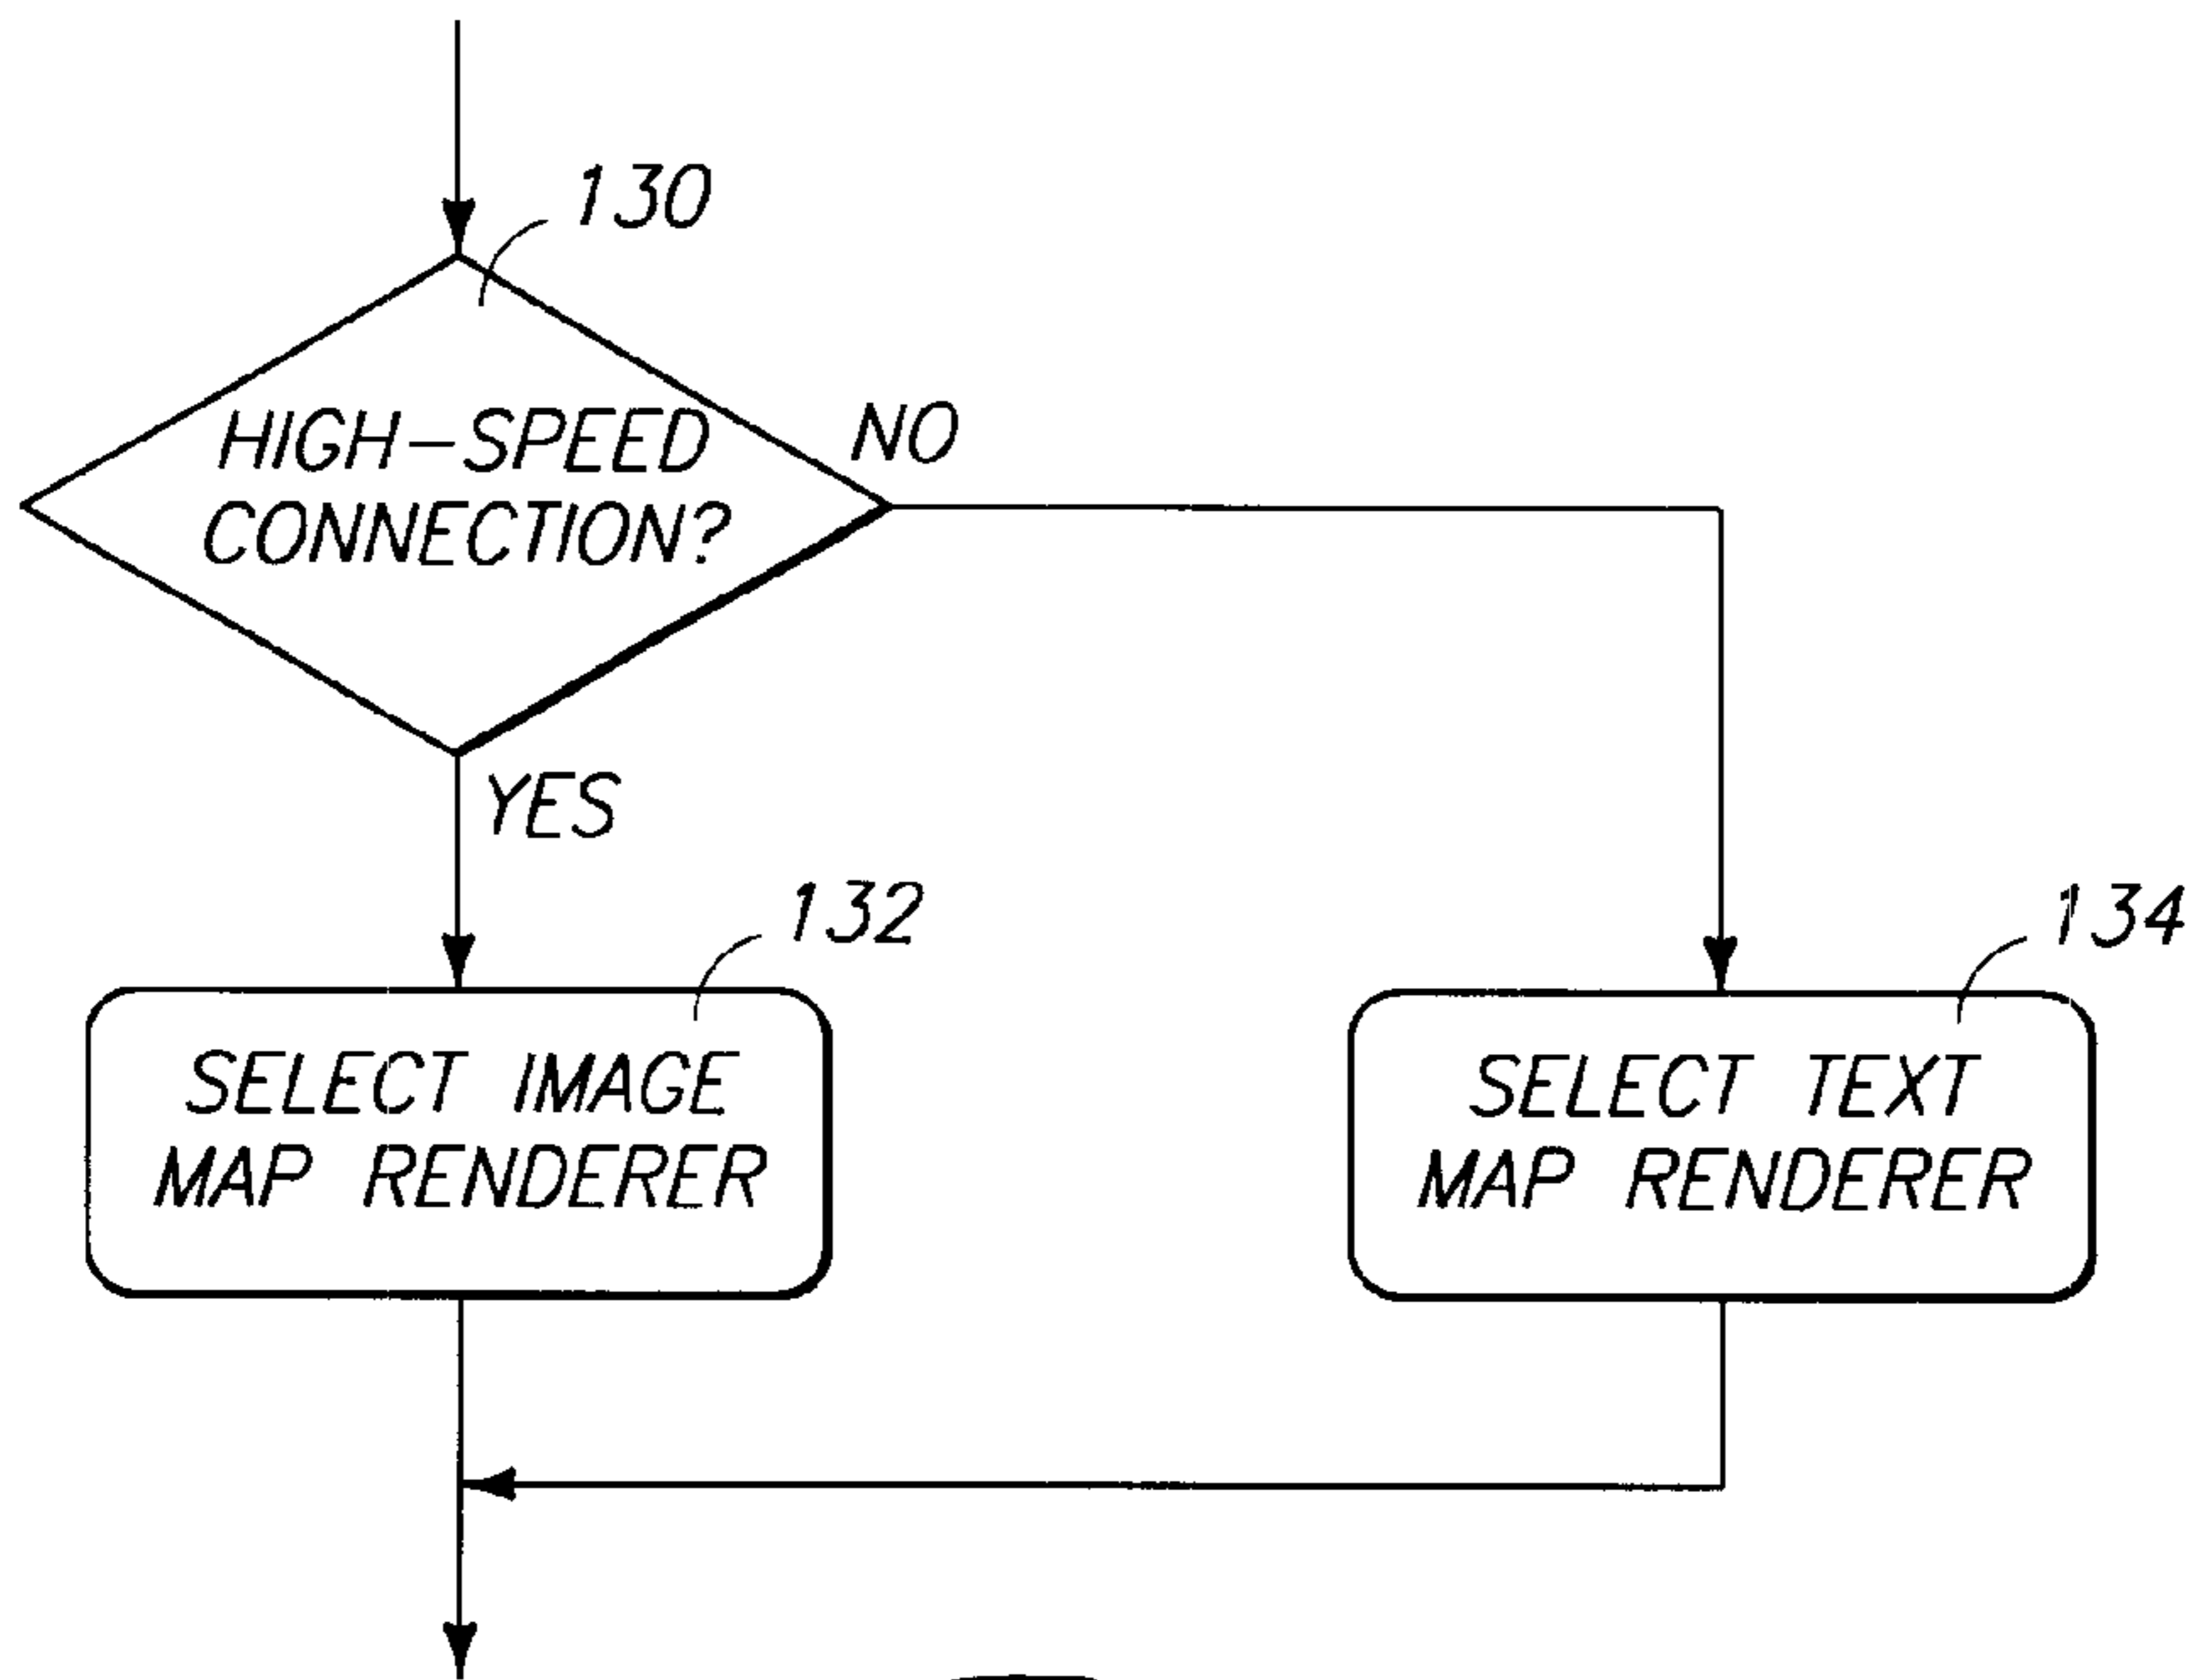 130
HIGH-SPEED
CONNECTION?
NO
YES
132
SELECT IMAGE
MAP RENDERER
134
SELECT TEXT
MAP RENDERER